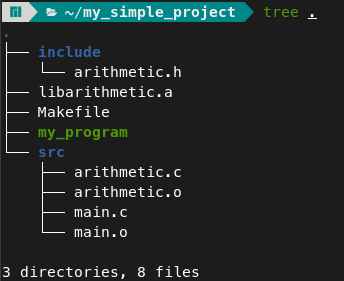 ~/my_simple_project tree .
.
├── include
│   └── arithmetic.h
├── libarithmetic.a
├── Makefile
├── my_program
└── src
    ├── arithmetic.c
    ├── arithmetic.o
    ├── main.c
    └── main.o
3 directories, 8 files